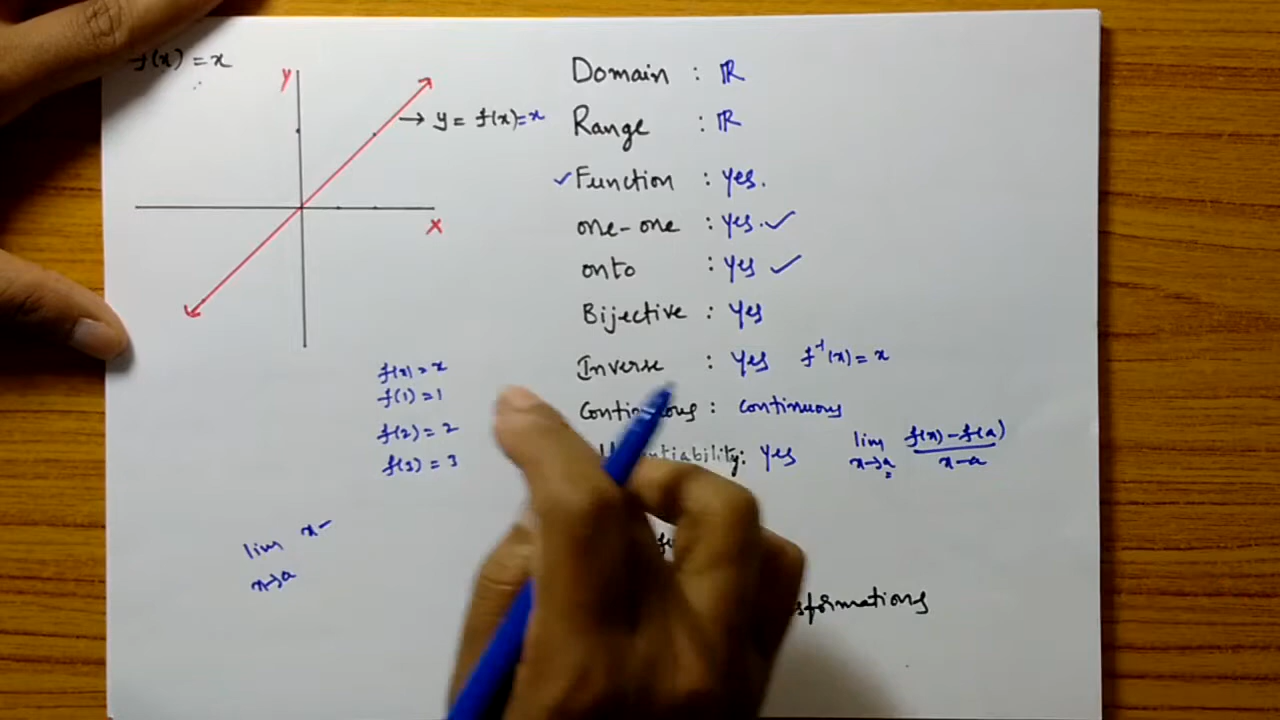 f(x) = x
y
→ y = f(x)=x
x
Domain : ℝ
Range : ℝ
✓Function : yes.
one-one : yes. ✓
onto : yes ✓
Bijective : yes
Inverse : yes f⁻¹(x) = x
Continuous : continuous
yes lim x→a f(x)-f(a) / x-a
f(x) = x
f(1) = 1
f(2) = 2
f(3) = 3
lim x→a x-